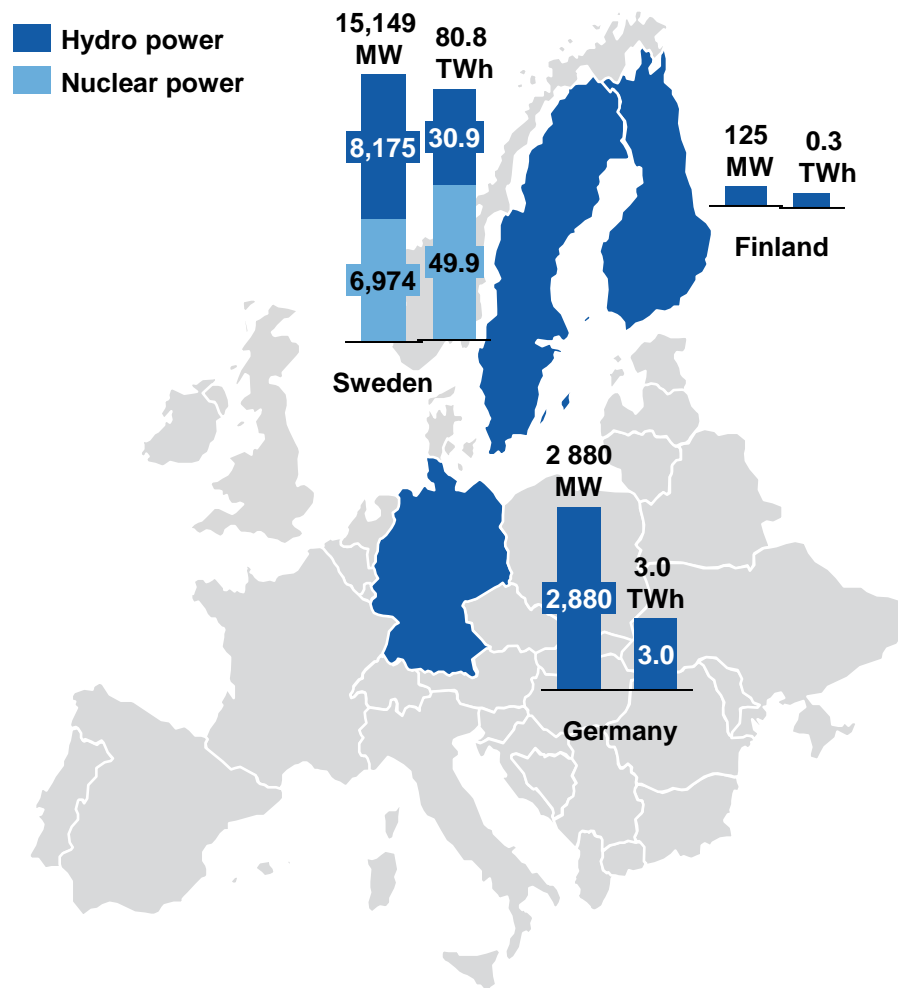 Hydro power
Nuclear power
15,149
MW
80.8
TWh
8,175
30.9
6,974
49.9
Sweden
125
MW
0.3
TWh
Finland
2 880
MW
2,880
3.0
TWh
3.0
Germany